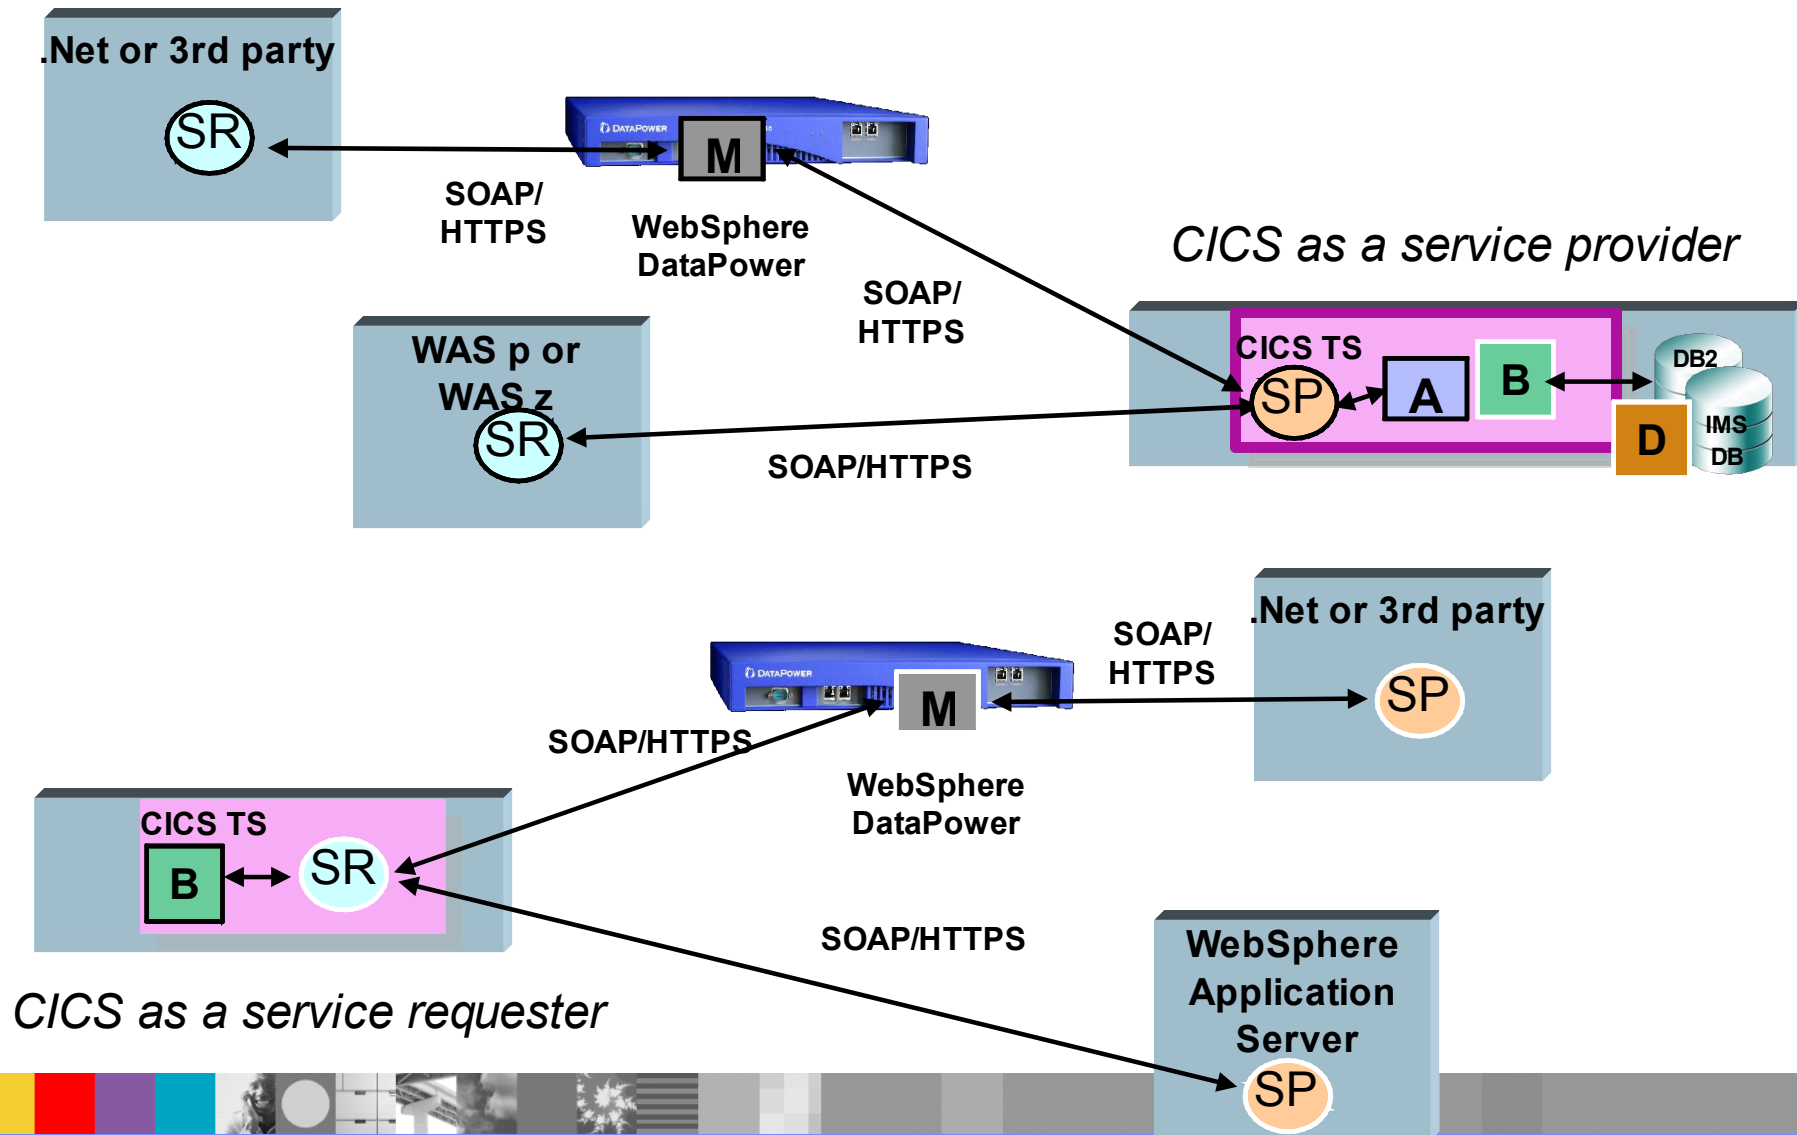 .Net or 3rd party
SR
DATAPOWER
M
SOAP/
HTTPS
WebSphere
DataPower
CICS as a service provider
SOAP/
HTTPS
WAS p or
WAS z
SR
CICS TS
SP
A
B
DB2
D
IMS
DB
SOAP/HTTPS
.Net or 3rd party
SP
SOAP/
HTTPS
DATAPOWER
M
SOAP/HTTPS
WebSphere
DataPower
CICS TS
B
SR
SOAP/HTTPS
CICS as a service requester
WebSphere
Application
Server
SP